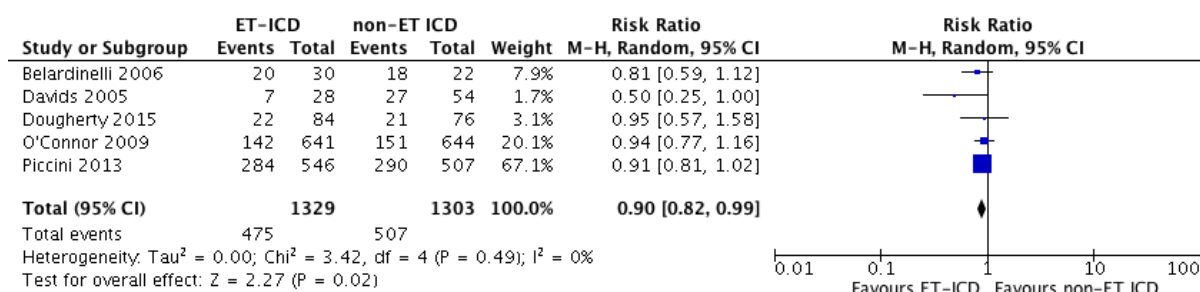 ET-ICD non-ET ICD Risk Ratio Risk Ratio
Study or Subgroup Events Total Events Total Weight M-H, Random, 95% CI M-H, Random, 95% CI
Belardinelli 2006 20 30 18 22 7.9% 0.81 [0.59, 1.12]
Davids 2005 7 28 27 54 1.7% 0.50 [0.25, 1.00]
Dougherty 2015 22 84 21 76 3.1% 0.95 [0.57, 1.58]
O'Connor 2009 142 641 151 644 20.1% 0.94 [0.77, 1.16]
Piccini 2013 284 546 290 507 67.1% 0.91 [0.81, 1.02]
Total (95% CI) 1329 1303 100.0% 0.90 [0.82, 0.99]
Total events 475 507
Heterogeneity: Tau² = 0.00; Chi² = 3.42, df = 4 (P = 0.49); I² = 0%
Test for overall effect: Z = 2.27 (P = 0.02)
0.01 0.1 1 10 100
Favours ET-ICD Favours non-ET ICD